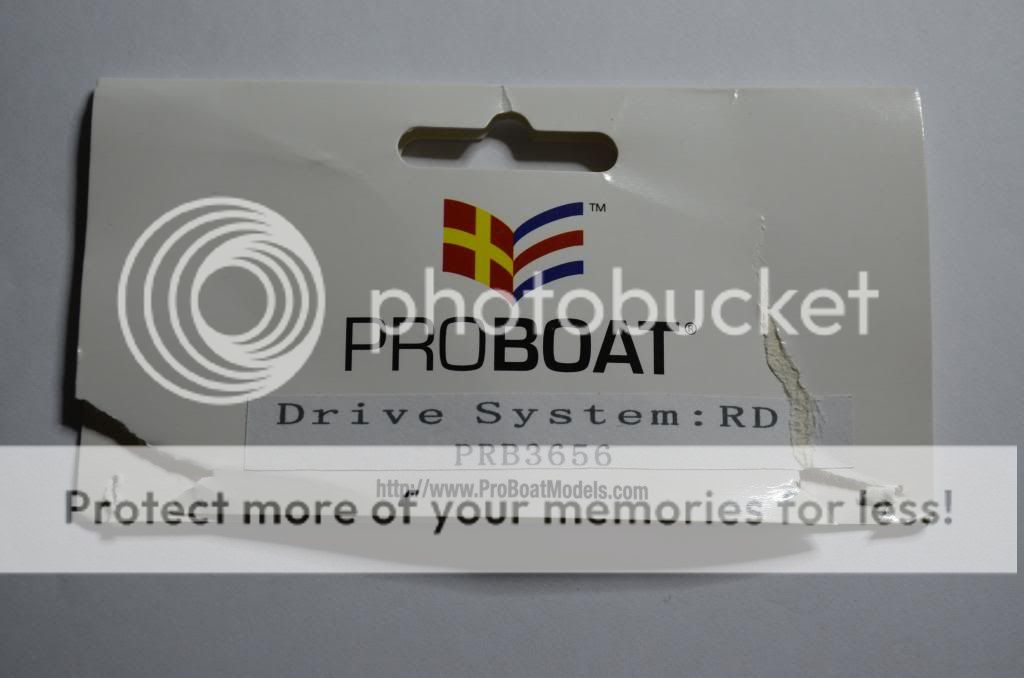 TM
photobucket
PROBOAT®
Drive System:RD
PRB3656
http://www.ProBoatModels.com
Protect more of your memories for less!